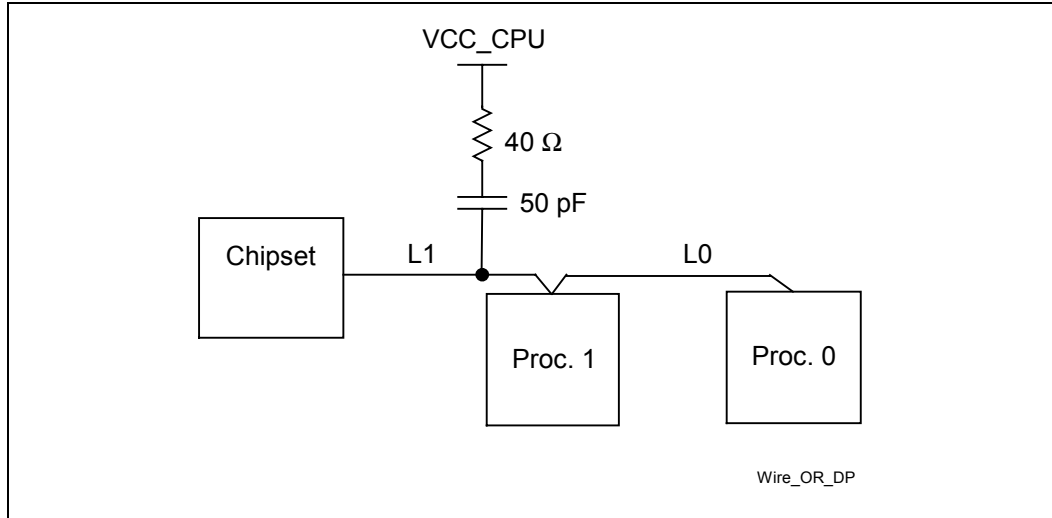 VCC_CPU
40 Ω
50 pF
Chipset
L1
L0
Proc. 1
Proc. 0
Wire_OR_DP